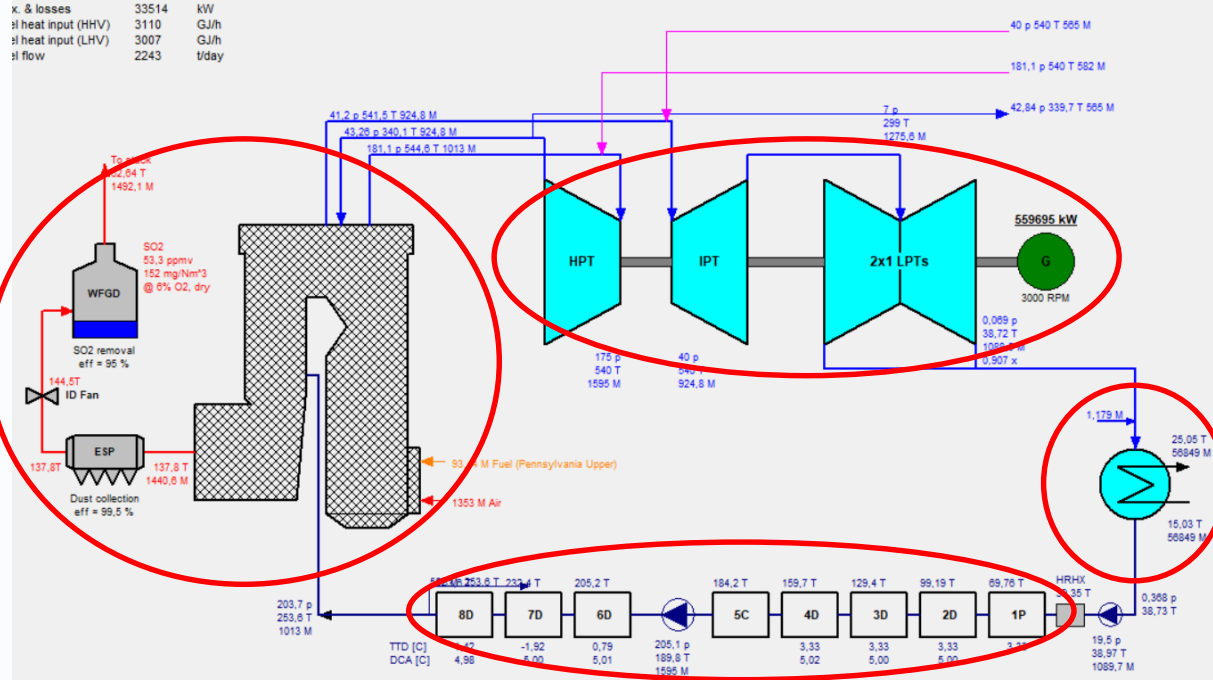 x. & losses 33514 kW
el heat input (HHV) 3110 GJ/h
el heat input (LHV) 3007 GJ/h
el flow 2243 t/day
40 p 540 T 565 M
181,1 p 540 T 582 M
42,84 p 339,7 T 565 M
41,2 p 541,5 T 924,8 M
43,26 p 340,1 T 924,8 M
181,1 p 544,6 T 1013 M
7 p
299 T
1275,6 M
To
,64 T
1492,1 M
SO2
53,3 ppmv
152 mg/Nm^3
@ 6% O2, dry
WFGD
SO2 removal
eff = 95 %
144,5T
ID Fan
ESP
137,8T
137,8 T
1440,6 M
Dust collection
eff = 99,5 %
HPT
IPT
2x1 LPTs
559695 kW
G
3000 RPM
175 p
540 T
1595 M
40 p
924,8 M
0,069 p
38,72 T
0,907 x
1,179 M
25,05 T
56849 M
15,03 T
56849 M
M Fuel (Pennsylvania Upper)
1353 M Air
203,7 p
253,6 T
1013 M
253,6 T
205,2 T
184,2 T
159,7 T
129,4 T
99,19 T
69,76 T
HRHX
8D
7D
6D
5C
4D
3D
2D
1P
TTD [C] -1,92 0,79 3,33 3,33 3,33
DCA [C] 4,98 5,00 5,01 5,02 5,00 5,00
205,1 p
189,8 T
1595 M
0,368 p
38,73 T
19,5 p
38,97 T
1089,7 M